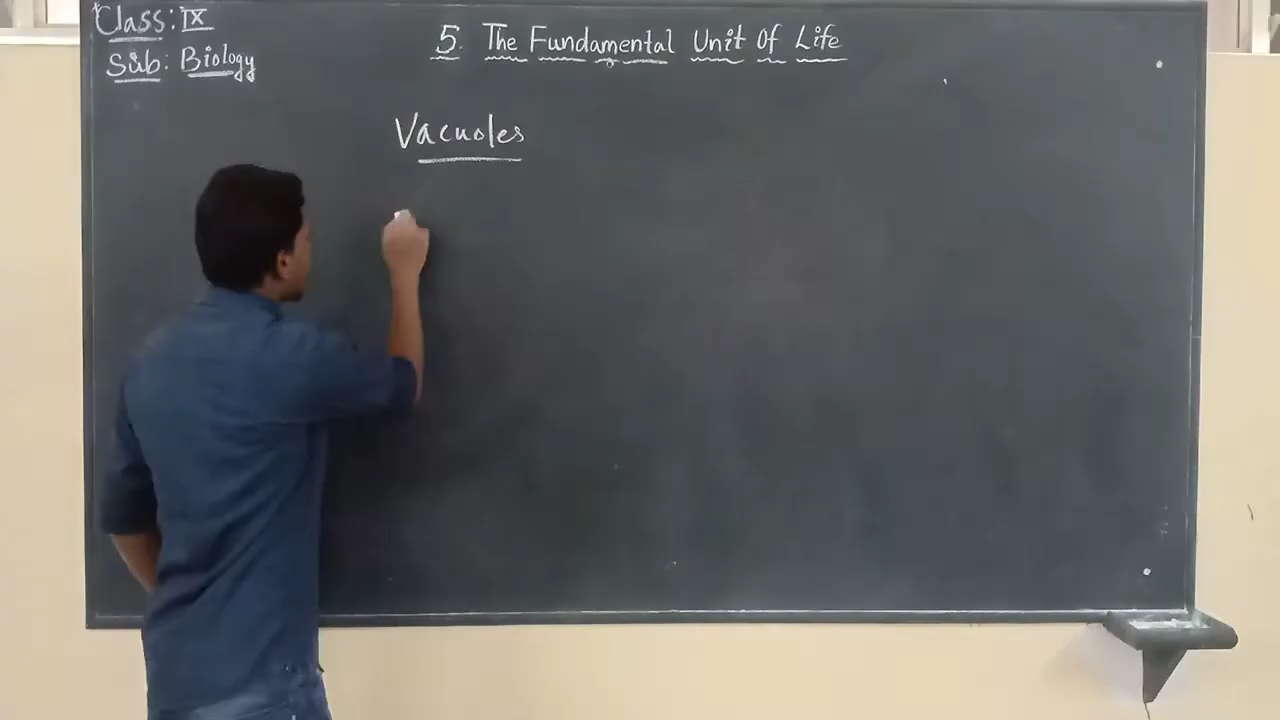 Class: IX
Sub: Biology
5. The Fundamental Unit Of Life
Vacuoles